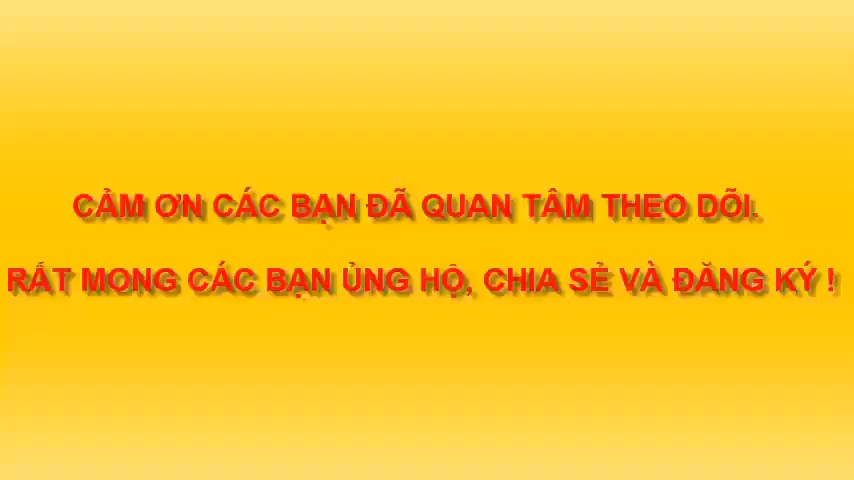 CẢM ƠN CÁC BẠN ĐÃ QUAN TÂM THEO DÕI.
RẤT MONG CÁC BẠN ỦNG HỘ, CHIA SẺ VÀ ĐĂNG KÝ !